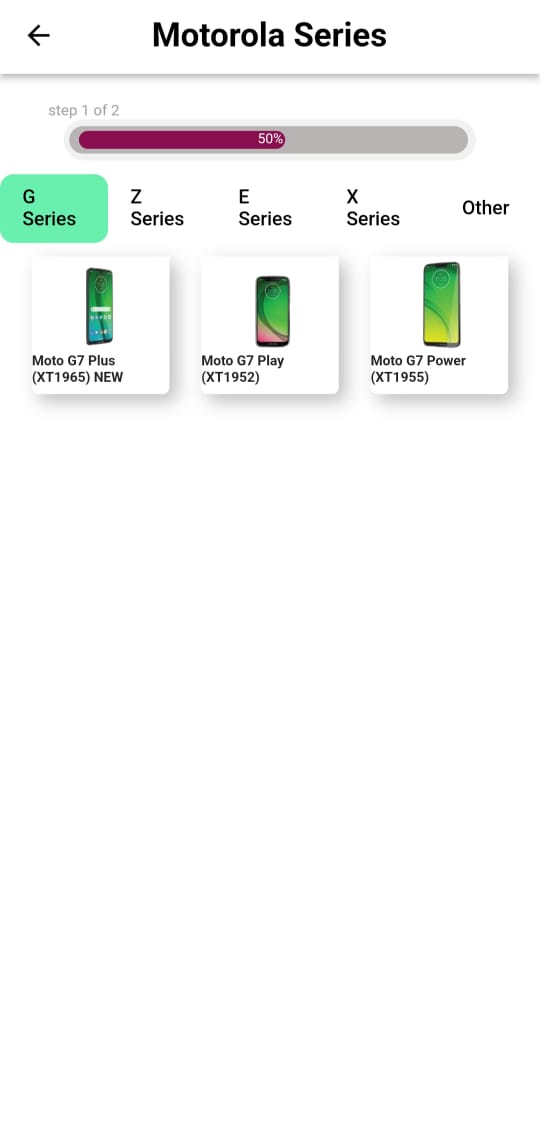 Motorola Series
step 1 of 2
50%
G
Series
Z
Series
E
Series
X
Series
Other
Moto G7 Plus
(XT1965) NEW
Moto G7 Play
(XT1952)
Moto G7 Power
(XT1955)